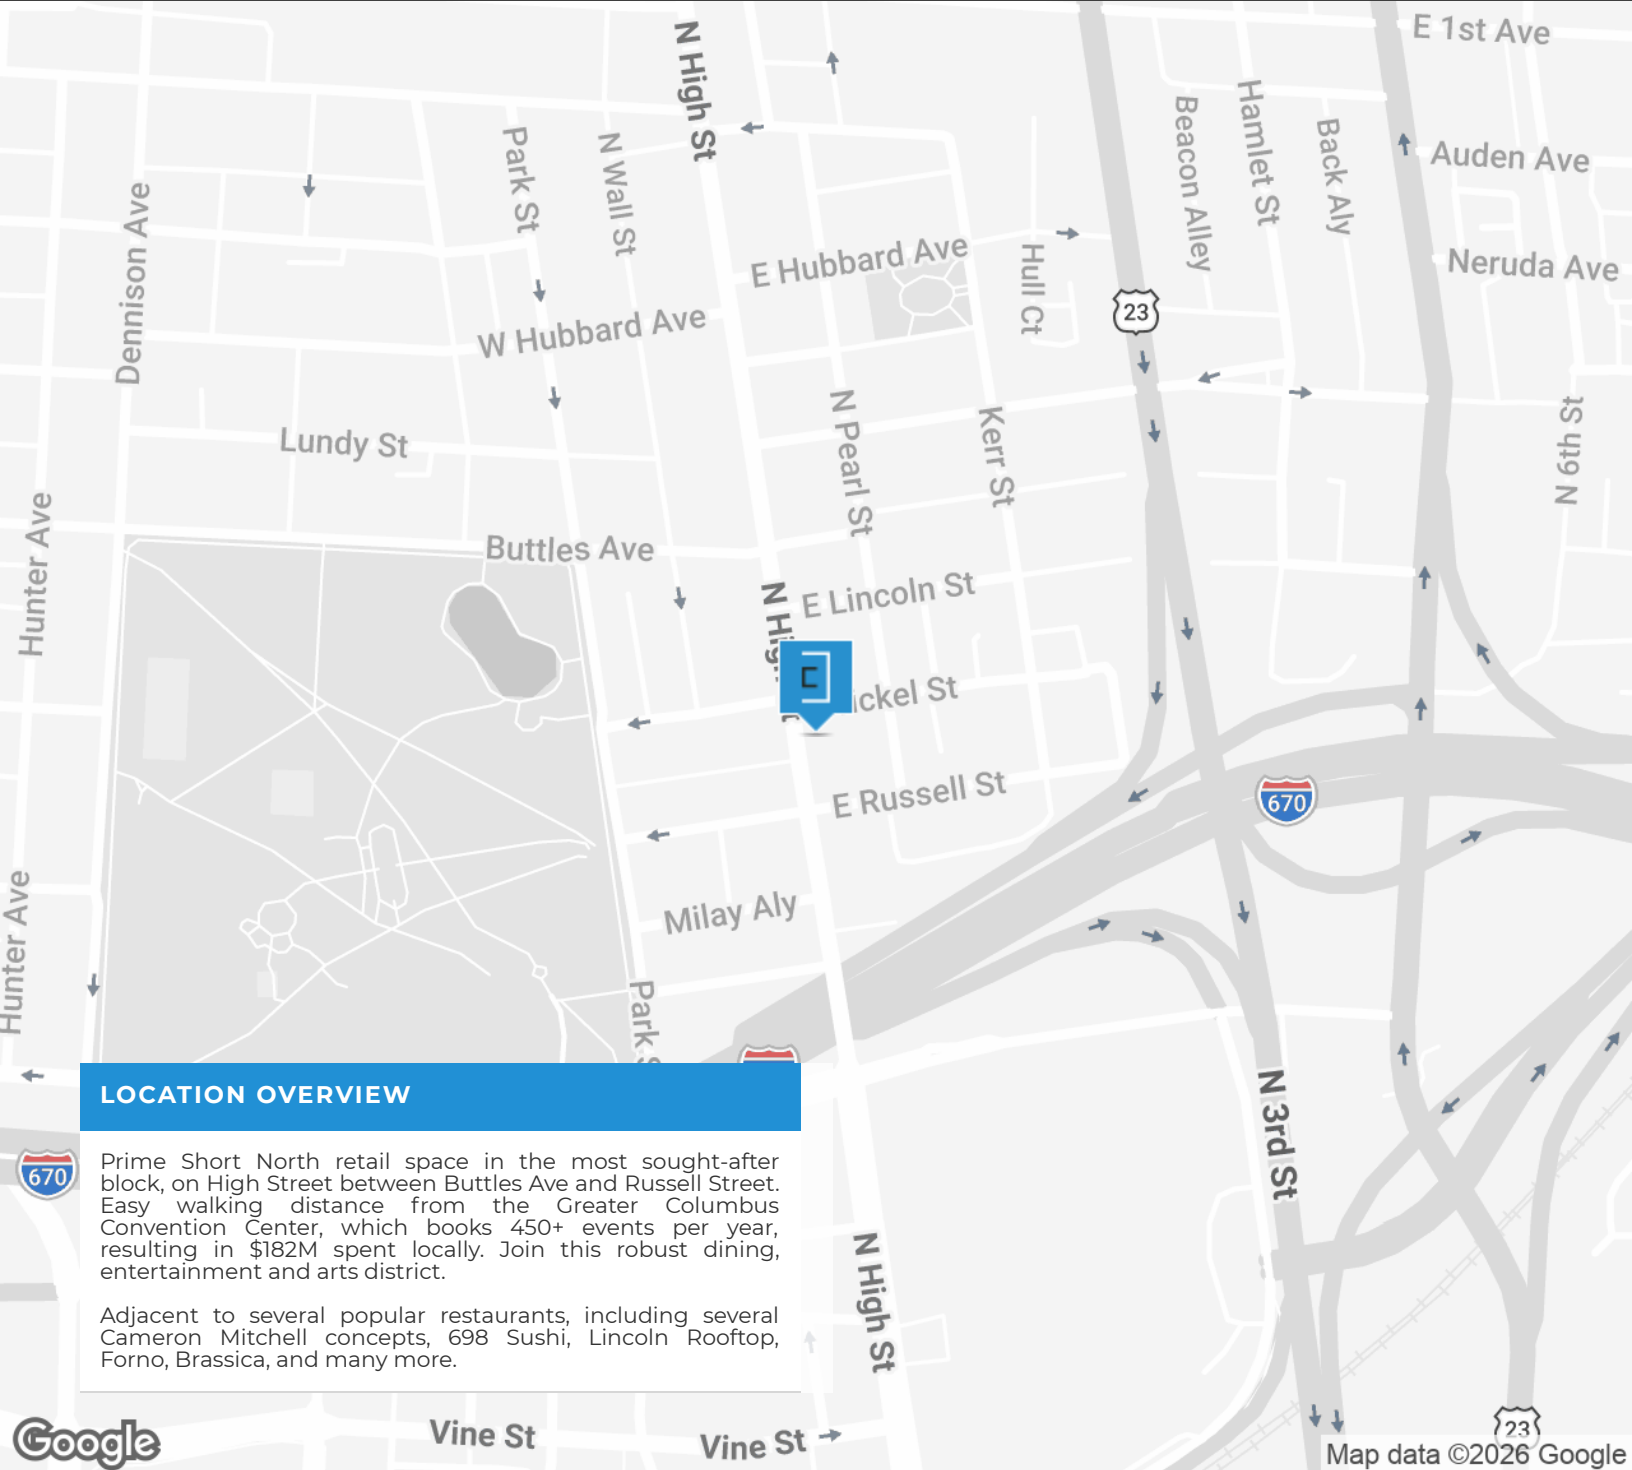 E 1st Ave
N High St
Beacon Alley
Hamlet St
Back Aly
Park St
N Wall St
Auden Ave
Dennison Ave
E Hubbard Ave
Hull Ct
Neruda Ave
23
W Hubbard Ave
N Pearl St
Kerr St
N 6th St
Lundy St
Hunter Ave
Buttles Ave
E Lincoln St
ickel St
E Russell St
670
Hunter Ave
Milay Aly
Park S
LOCATION OVERVIEW
Prime Short North retail space in the most sought-after
block, on High Street between Buttles Ave and Russell Street.
Easy walking distance from the Greater Columbus
Convention Center, which books 450+ events per year,
resulting in $182M spent locally. Join this robust dining,
entertainment and arts district.
Adjacent to several popular restaurants, including several
Cameron Mitchell concepts, 698 Sushi, Lincoln Rooftop,
Forno, Brassica, and many more.
N 3rd St
670
N High St
Vine St
Vine St
23
Google
Map data ©2026 Google